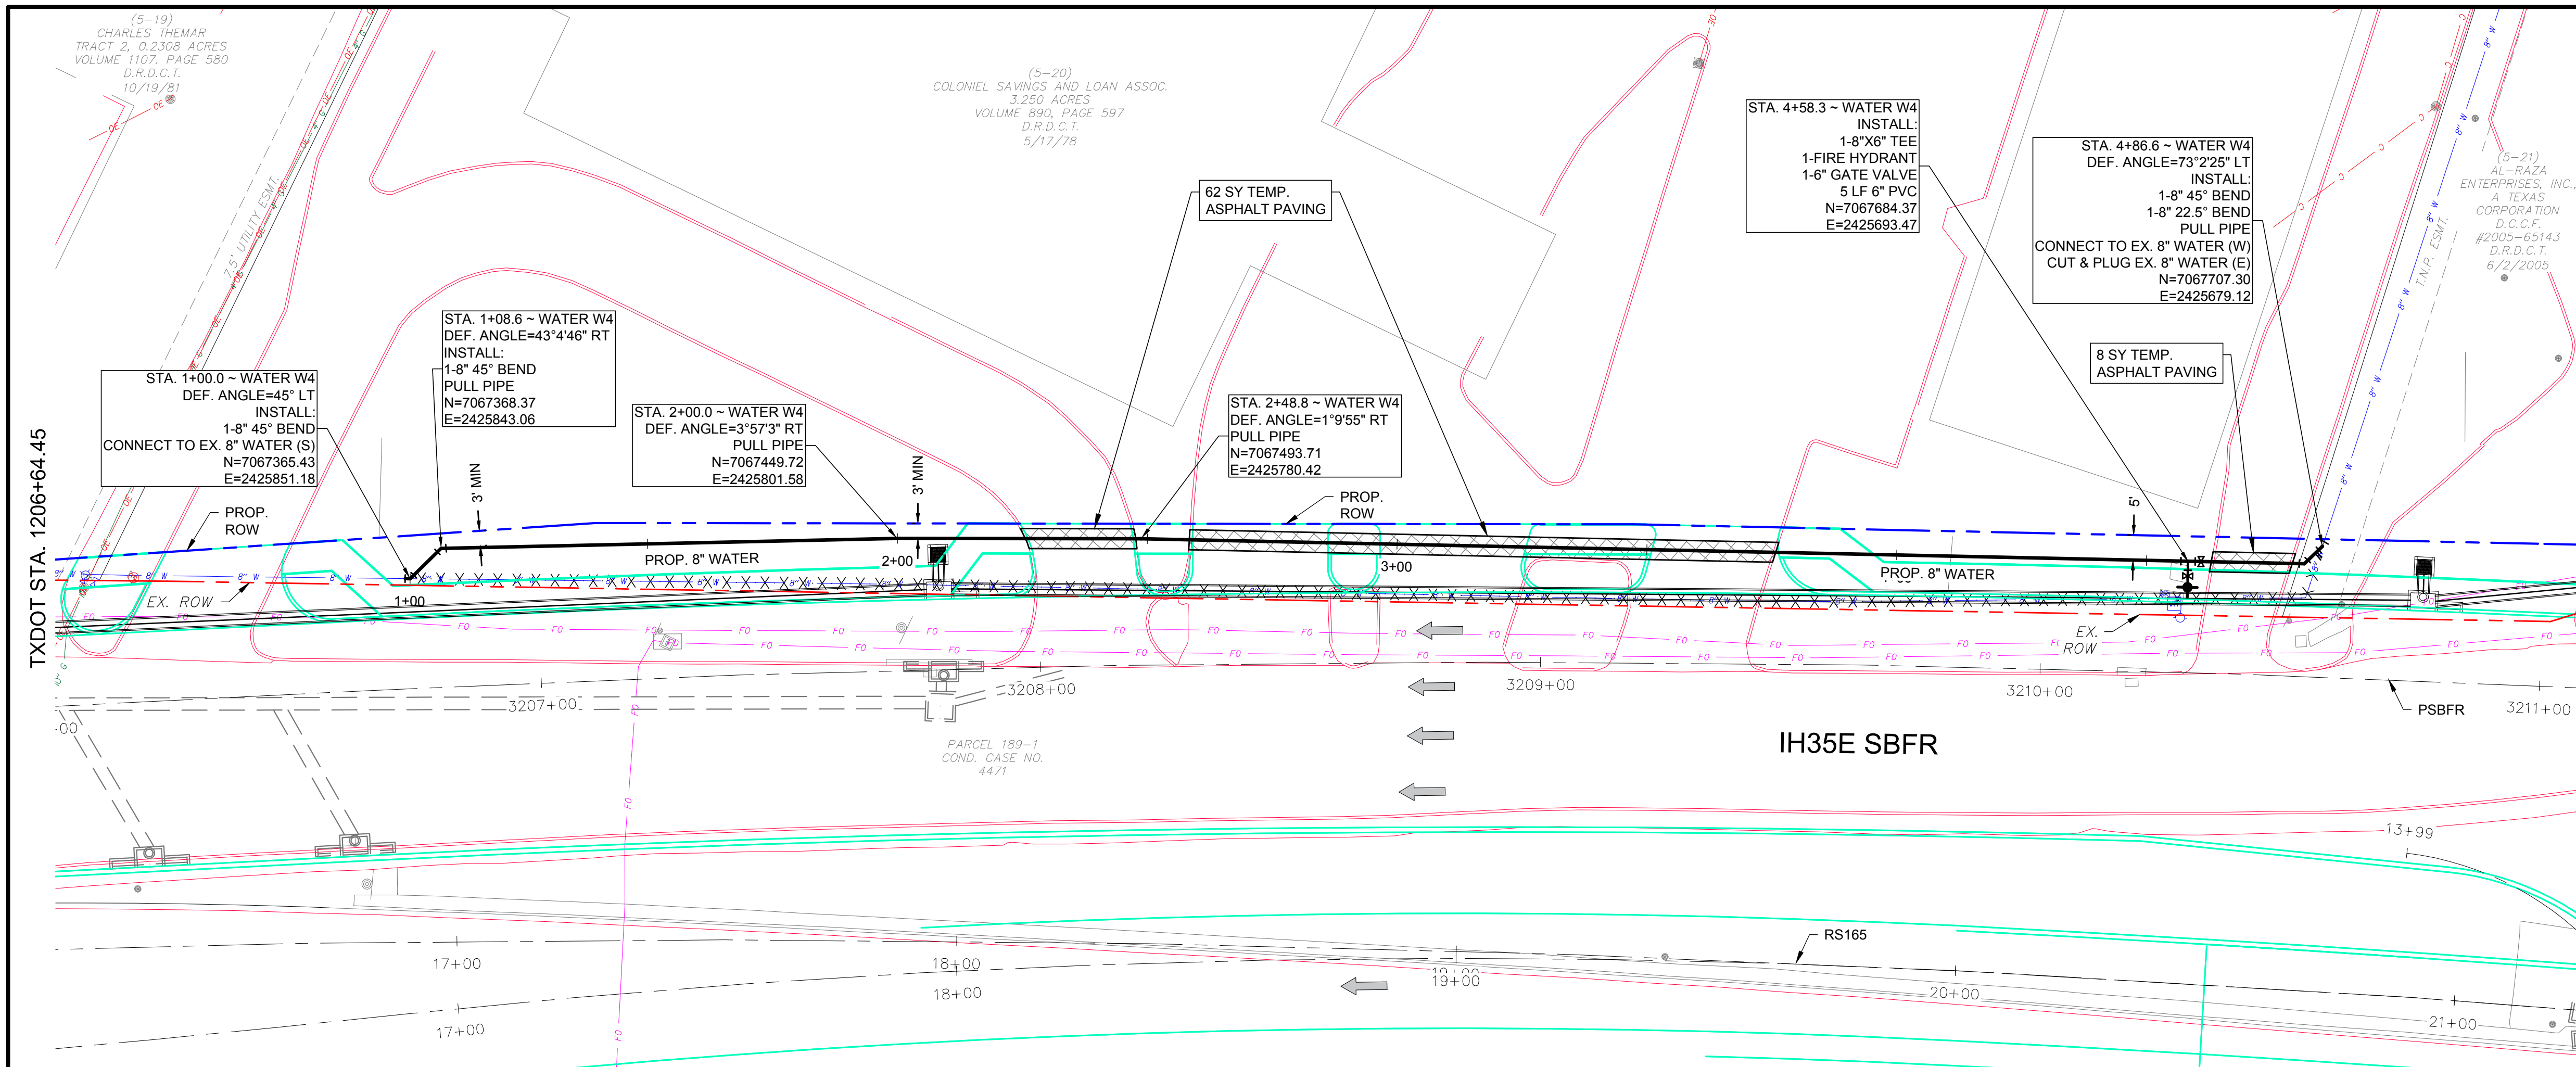 (5-19)
CHARLES THEMAR
TRACT 2, 0.2308 ACRES
VOLUME 1107. PAGE 580
D.R.D.C.T.
10/19/81
(5-20)
COLONIEL SAVINGS AND LOAN ASSOC.
3.250 ACRES
VOLUME 890, PAGE 597
D.R.D.C.T.
5/17/78
(5-21)
AL-RAZA
ENTERPRISES, INC.,
A TEXAS
CORPORATION
D.C.C.F.
#2005-65143
D.R.D.C.T.
6/2/2005
7.5' UTILITY ESMT.
T.N.P. ESMT.
STA. 4+58.3 ~ WATER W4
INSTALL:
1-8"X6" TEE
1-FIRE HYDRANT
1-6" GATE VALVE
5 LF 6" PVC
N=7067684.37
E=2425693.47
STA. 4+86.6 ~ WATER W4
DEF. ANGLE=73°2'25" LT
INSTALL:
1-8" 45° BEND
1-8" 22.5° BEND
PULL PIPE
CONNECT TO EX. 8" WATER (W)
CUT & PLUG EX. 8" WATER (E)
N=7067707.30
E=2425679.12
62 SY TEMP.
ASPHALT PAVING
8 SY TEMP.
ASPHALT PAVING
STA. 1+08.6 ~ WATER W4
DEF. ANGLE=43°4'46" RT
INSTALL:
1-8" 45° BEND
PULL PIPE
N=7067368.37
E=2425843.06
STA. 1+00.0 ~ WATER W4
DEF. ANGLE=45° LT
INSTALL:
1-8" 45° BEND
CONNECT TO EX. 8" WATER (S)
N=7067365.43
E=2425851.18
STA. 2+00.0 ~ WATER W4
DEF. ANGLE=3°57'3" RT
PULL PIPE
N=7067449.72
E=2425801.58
STA. 2+48.8 ~ WATER W4
DEF. ANGLE=1°9'55" RT
PULL PIPE
N=7067493.71
E=2425780.42
TXDOT STA. 1206+64.45
3' MIN
3' MIN
5'
PROP.
ROW
PROP.
ROW
PROP. 8" WATER
PROP. 8" WATER
1+00
2+00
3+00
EX. ROW
EX.
ROW
3207+00
3208+00
3209+00
3210+00
3211+00
-00
PSBFR
IH35E SBFR
PARCEL 189-1
COND. CASE NO.
4471
13+99
RS165
17+00
18+00
19+00
17+00
18+00
19+00
20+00
21+00